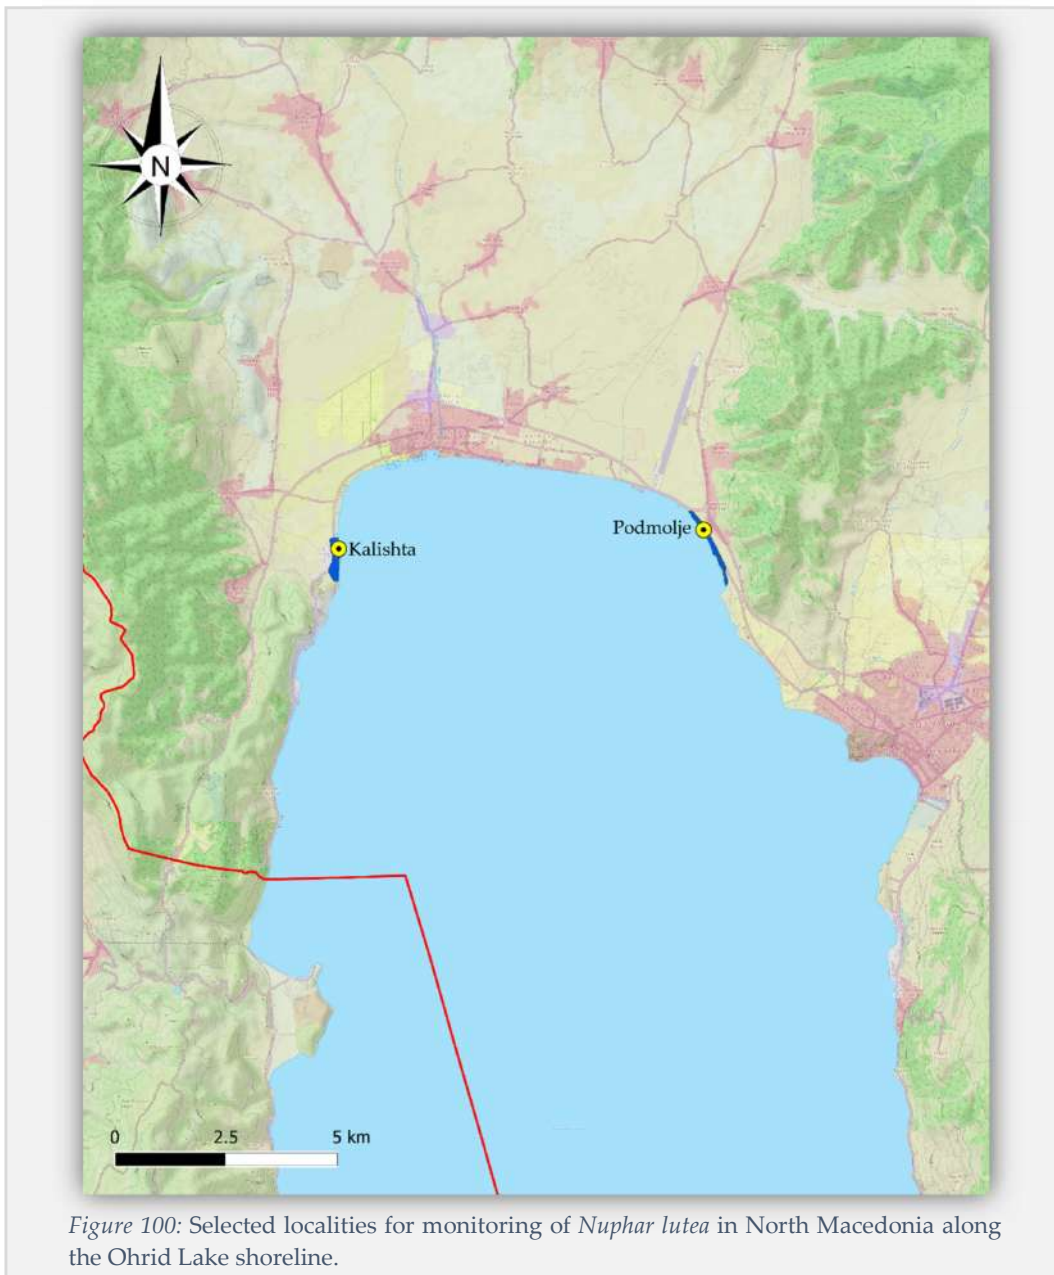 N
Podmolje
Kalishta
0 2.5 5 km
Figure 100: Selected localities for monitoring of Nuphar lutea in North Macedonia along
the Ohrid Lake shoreline.